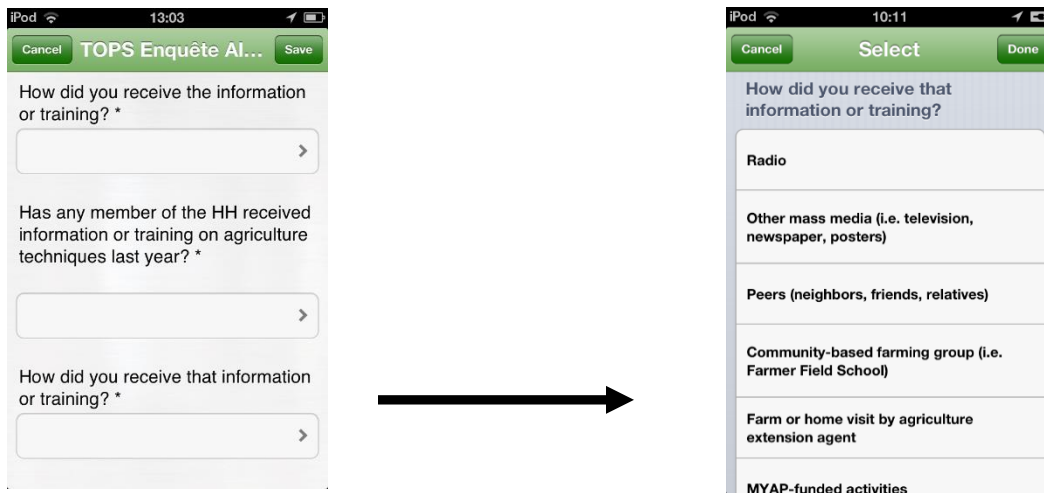 iPod 13:03
Cancel TOPS Enquête Al... Save
How did you receive the information
or training? *
Has any member of the HH received
information or training on agriculture
techniques last year? *
How did you receive that information
or training? *
iPod 10:11
Cancel Select Done
How did you receive that
information or training?
Radio
Other mass media (i.e. television,
newspaper, posters)
Peers (neighbors, friends, relatives)
Community-based farming group (i.e.
Farmer Field School)
Farm or home visit by agriculture
extension agent
MYAP-funded activities